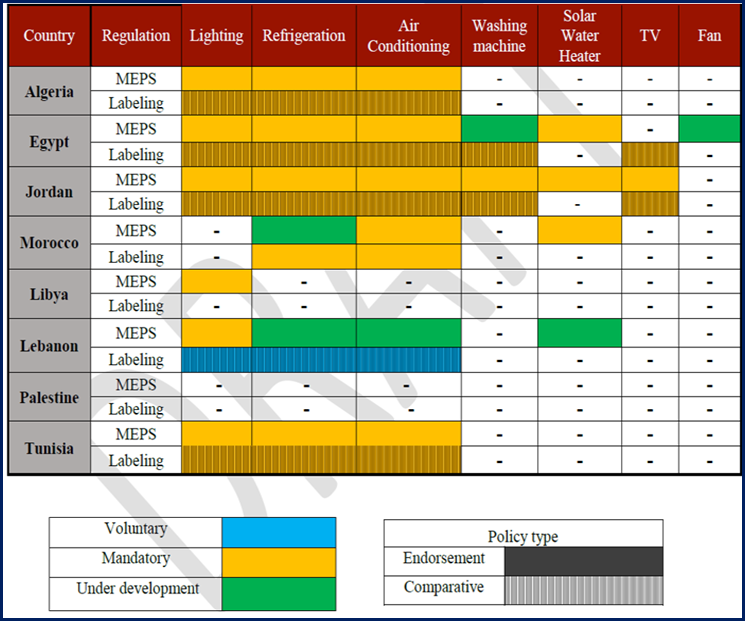 Country Regulation Lighting Refrigeration Air Conditioning Washing machine Solar Water Heater TV Fan
Algeria
MEPS - - - -
Labeling - - - -
Egypt
MEPS -
Labeling - -
Jordan
MEPS -
Labeling - -
Morocco
MEPS - - - -
Labeling - - - - -
Libya
MEPS - - - - - -
Labeling - - - - - - -
Lebanon
MEPS - - -
Labeling - - - -
Palestine
MEPS - - - - - - -
Labeling - - - - - - -
Tunisia
MEPS - - - -
Labeling - - - -
Voluntary
Mandatory
Under development
Policy type
Endorsement
Comparative
DRAFT